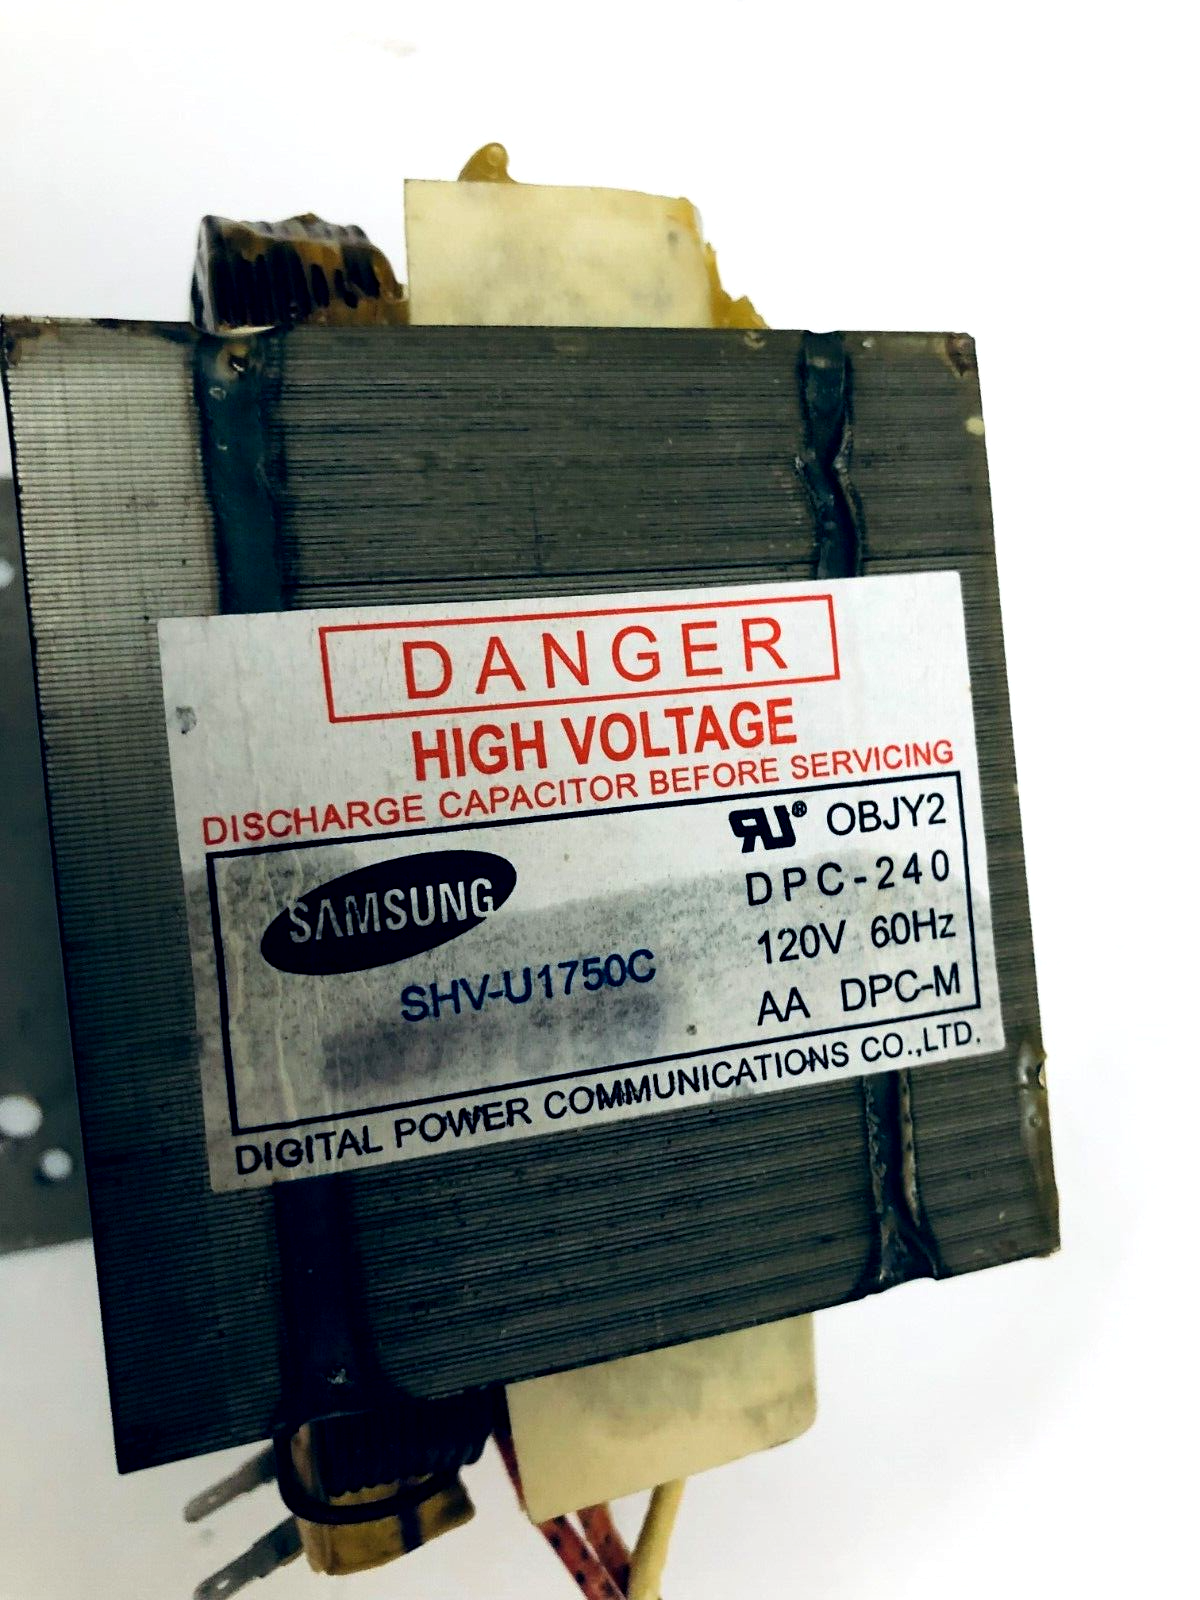 DANGER
HIGH VOLTAGE
DISCHARGE CAPACITOR BEFORE SERVICING
RU® OBJY2
SAMSUNG
DPC-240
SHV-U1750C
120V 60Hz
AA DPC-M
DIGITAL POWER COMMUNICATIONS CO.,LTD.